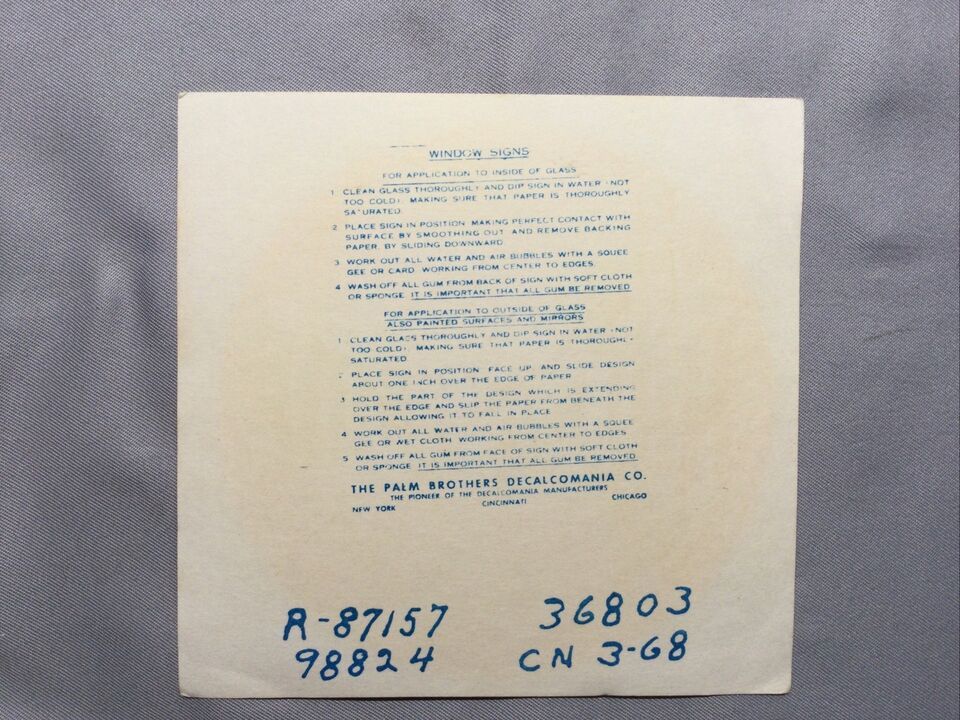 WINDOW SIGNS
FOR APPLICATION TO INSIDE OF GLASS
1 CLEAN GLASS THOROUGHLY AND DIP SIGN IN WATER (NOT
TOO COLD). MAKING SURE THAT PAPER IS THOROUGHLY
SATURATED.
2 PLACE SIGN IN POSITION MAKING PERFECT CONTACT WITH
SURFACE BY SMOOTHING OUT AND REMOVE BACKING
PAPER, BY SLIDING DOWNWARD
3 WORK OUT ALL WATER AND AIR BUBBLES WITH A SQUEE
GEE OR CARD. WORKING FROM CENTER TO EDGES.
4 WASH OFF ALL GUM FROM BACK OF SIGN WITH SOFT CLOTH
OR SPONGE. IT IS IMPORTANT THAT ALL GUM BE REMOVED
FOR APPLICATION TO OUTSIDE OF GLASS
ALSO PAINTED SURFACES AND MIRRORS
1 CLEAN GLASS THOROUGHLY AND DIP SIGN IN WATER (NOT
TOO COLD). MAKING SURE THAT PAPER IS THOROUGHLY
SATURATED
2 PLACE SIGN IN POSITION FACE UP, AND SLIDE DESIGN
ABOUT ONE INCH OVER THE EDGE OF PAPER
3 HOLD THE PART OF THE DESIGN WHICH IS EXTENDING
OVER THE EDGE AND SLIP THE PAPER FROM BENEATH THE
DESIGN ALLOWING IT TO FALL IN PLACE
4 WORK OUT ALL WATER AND AIR BUBBLES WITH A SQUEE
GEE OR WET CLOTH. WORKING FROM CENTER TO EDGES
5 WASH OFF ALL GUM FROM FACE OF SIGN WITH SOFT CLOTH
OR SPONGE. IT IS IMPORTANT THAT ALL GUM BE REMOVED
THE PALM BROTHERS DECALCOMANIA CO.
THE PIONEER OF THE DECALCOMANIA MANUFACTURERS
NEW YORK CINCINNATI CHICAGO
R-87157 36803
98824 CN 3-68